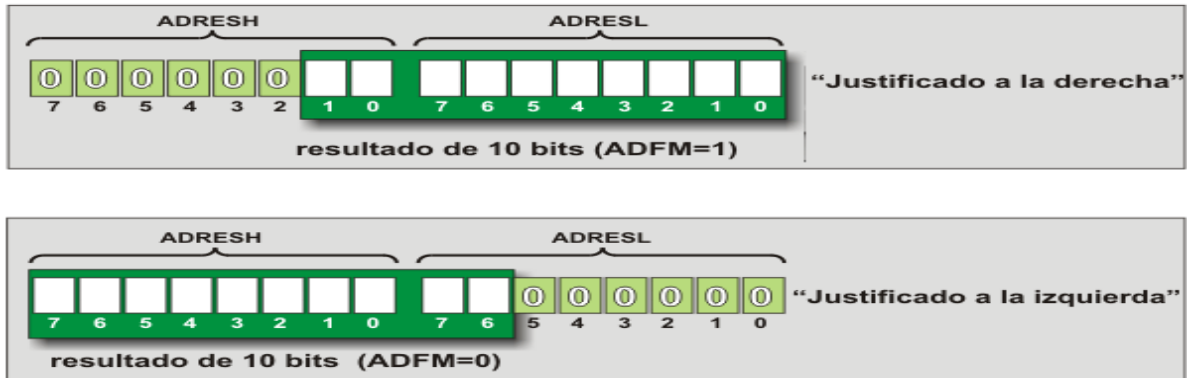 ADRESH ADRESL
0 0 0 0 0 0
7 6 5 4 3 2 1 0 7 6 5 4 3 2 1 0
“Justificado a la derecha”
resultado de 10 bits (ADFM=1)
ADRESH ADRESL
0 0 0 0 0 0
7 6 5 4 3 2 1 0 7 6 5 4 3 2 1 0
“Justificado a la izquierda”
resultado de 10 bits (ADFM=0)